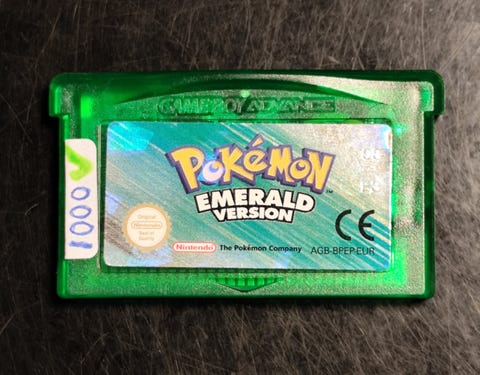 GAME BOY ADVANCE
POKéMON
EMERALD
VERSION
TM
Original
Nintendo
Seal of
Quality
Nintendo
The Pokémon Company
CE
AGB-BPEP-EUR
1000